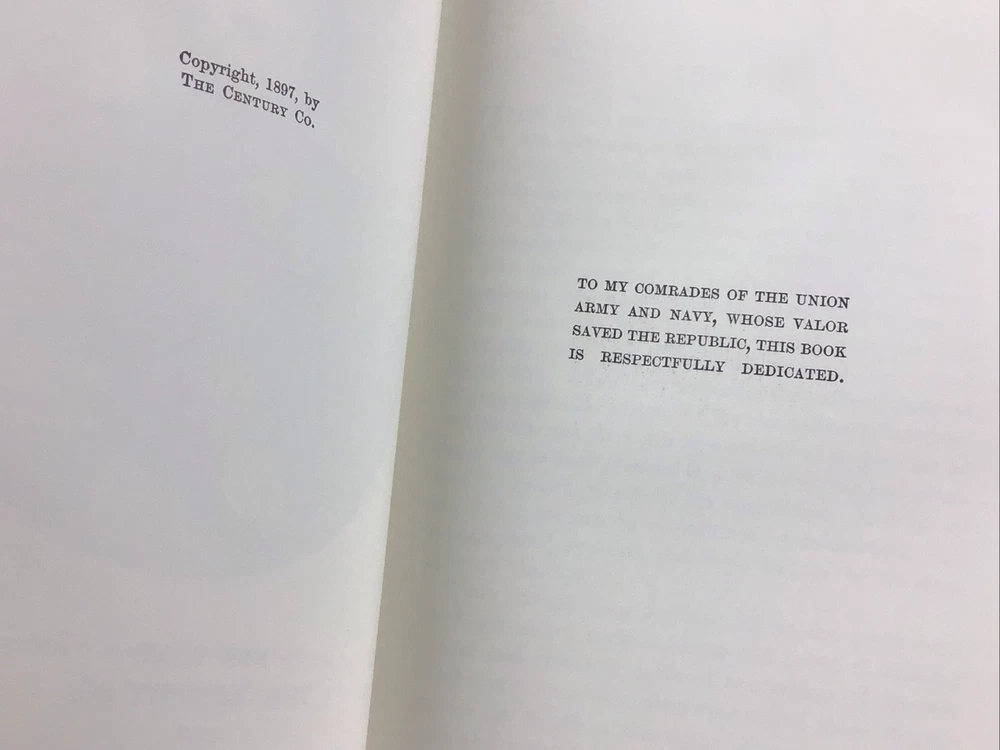 Copyright, 1897, by
THE CENTURY CO.
TO MY COMRADES OF THE UNION
ARMY AND NAVY, WHOSE VALOR
SAVED THE REPUBLIC, THIS BOOK
IS RESPECTFULLY DEDICATED.